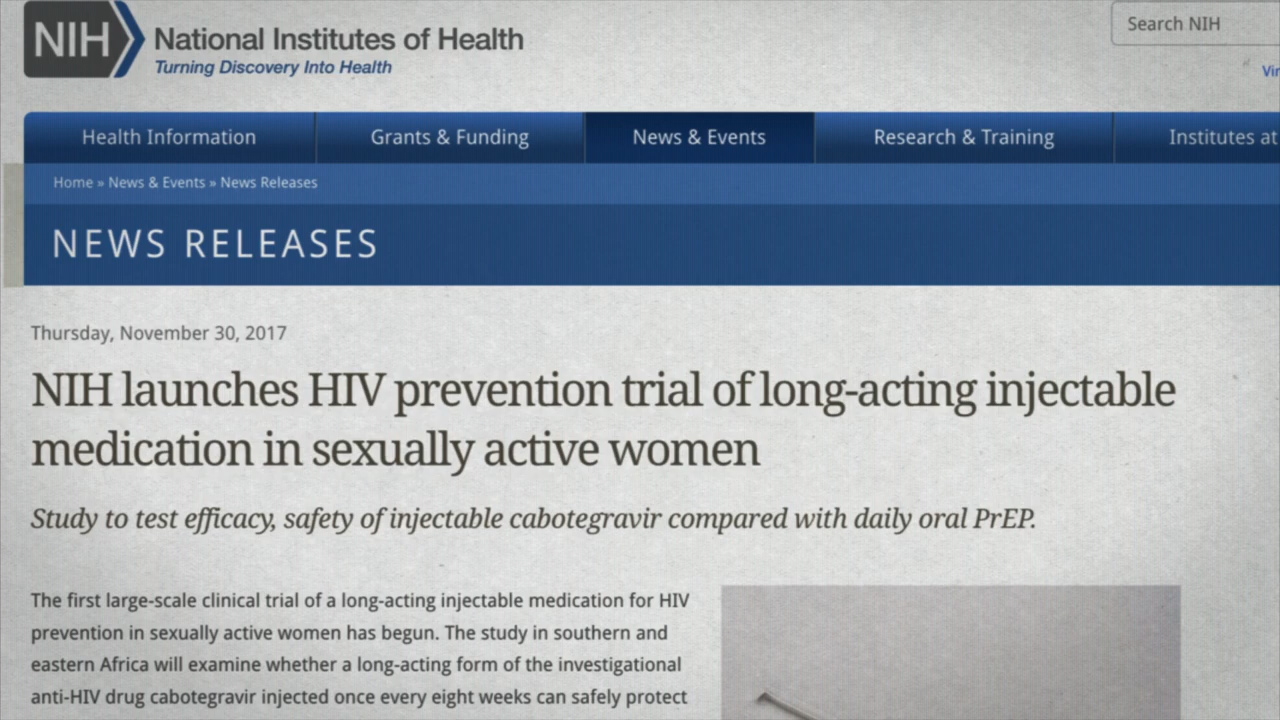 NIH
National Institutes of Health
Turning Discovery Into Health
Search NIH
Health Information
Grants & Funding
News & Events
Research & Training
Institutes at
Home » News & Events » News Releases
NEWS RELEASES
Thursday, November 30, 2017
NIH launches HIV prevention trial of long-acting injectable
medication in sexually active women
Study to test efficacy, safety of injectable cabotegravir compared with daily oral PrEP.
The first large-scale clinical trial of a long-acting injectable medication for HIV
prevention in sexually active women has begun. The study in southern and
eastern Africa will examine whether a long-acting form of the investigational
anti-HIV drug cabotegravir injected once every eight weeks can safely protect